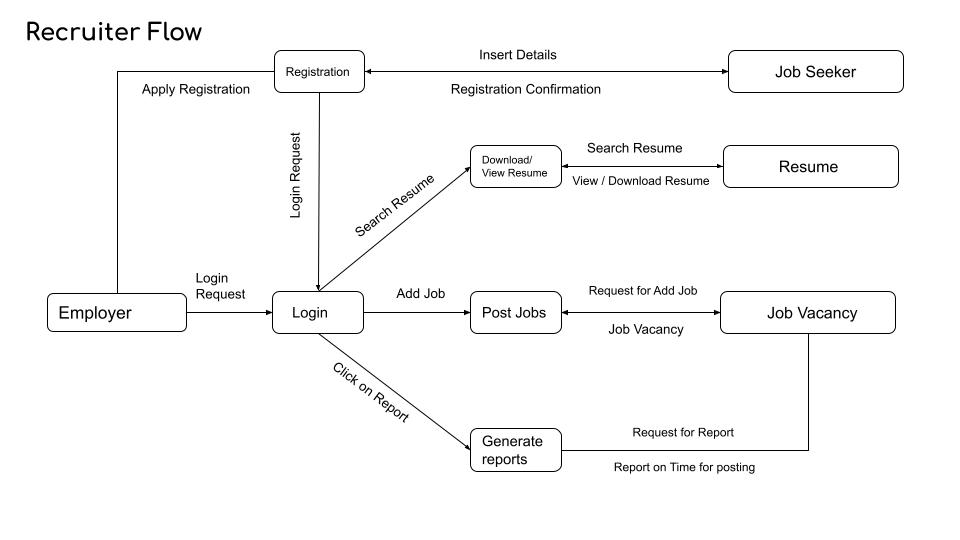 Recruiter Flow
Insert Details
Registration
Job Seeker
Apply Registration
Registration Confirmation
Login Request
Search Resume
Download/
View Resume
Search Resume
Resume
View / Download Resume
Login
Request
Employer
Login
Add Job
Post Jobs
Request for Add Job
Job Vacancy
Job Vacancy
Click on Report
Generate
reports
Request for Report
Report on Time for posting